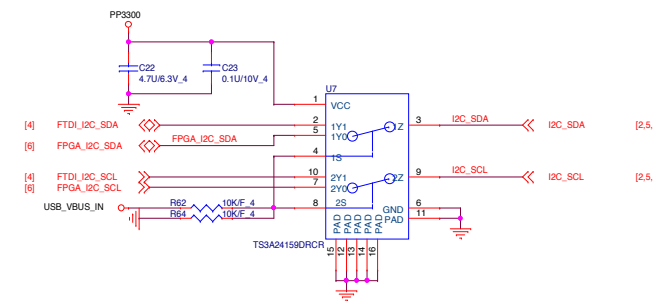 PP3300
C22
4.7U/6.3V_4
C23
0.1U/10V_4
U7
1
VCC
[4] FTDI_I2C_SDA
2
1Y1
1Z
3
I2C_SDA
I2C_SDA
[2,5,
5
1Y0
[6] FPGA_I2C_SDA
FPGA_I2C_SDA
4
1S
[4] FTDI_I2C_SCL
10
2Y1
2Z
9
I2C_SCL
I2C_SCL
[2,5,
[6] FPGA_I2C_SCL
7
2Y0
USB_VBUS_IN
R62
10K/F_4
8
2S
GND
6
R64
10K/F_4
PAD
11
PAD
PAD
PAD
PAD
PAD
TS3A24159DRCR
15
12
13
14
16